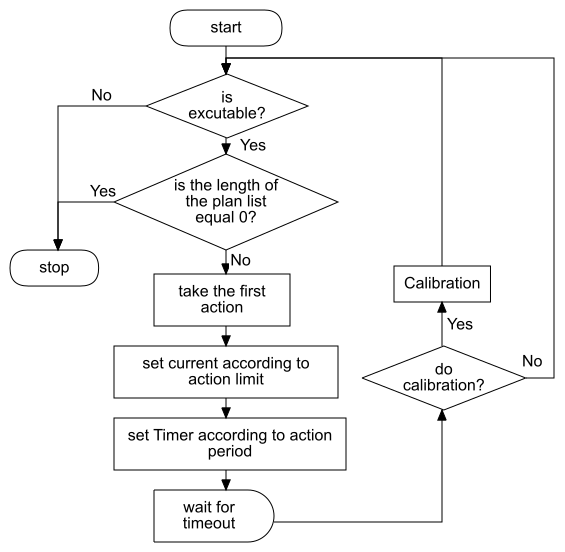 start
is
excutable?
No
Yes
is the length of
the plan list
equal 0?
Yes
No
stop
take the first
action
set current according to
action limit
set Timer according to action
period
wait for
timeout
Calibration
Yes
do
calibration?
No